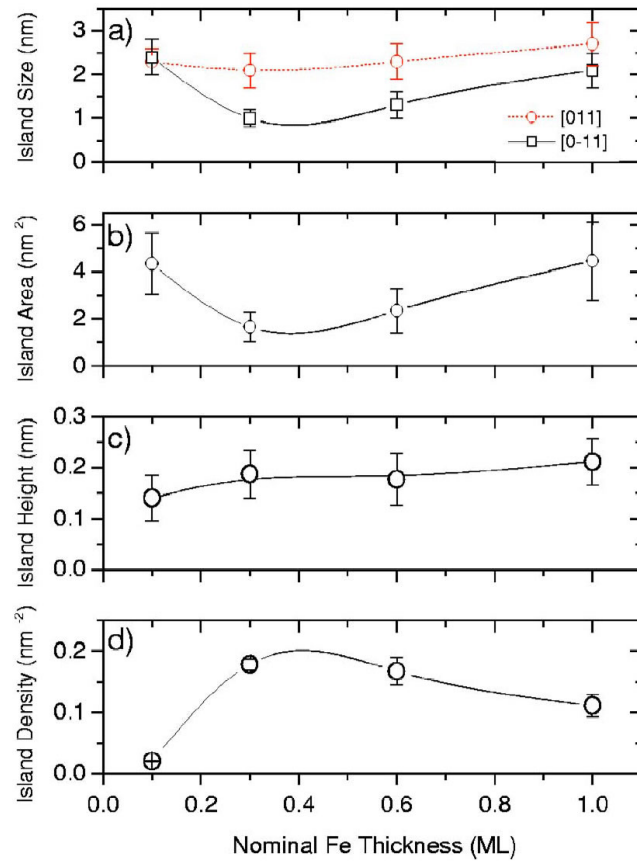 a)
Island Size (nm)
3
2
1
0
[011]
[0-11]
b)
Island Area (nm²)
6
4
2
0
c)
Island Height (nm)
0.3
0.2
0.1
0.0
d)
Island Density (nm⁻²)
0.2
0.1
0.0
0.0 0.2 0.4 0.6 0.8 1.0
Nominal Fe Thickness (ML)